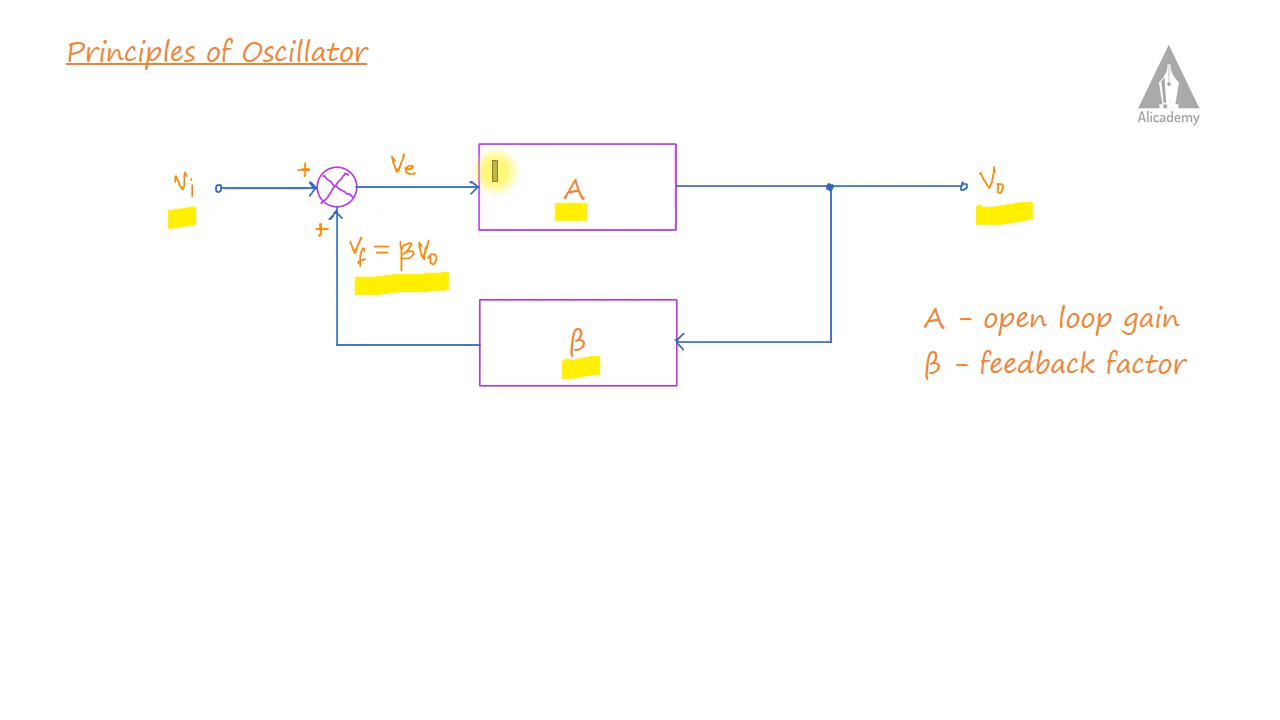 Principles of Oscillator
Alicademy
Vi
+
Ve
A
Vo
+
Vf = βVo
β
A - open loop gain
β - feedback factor